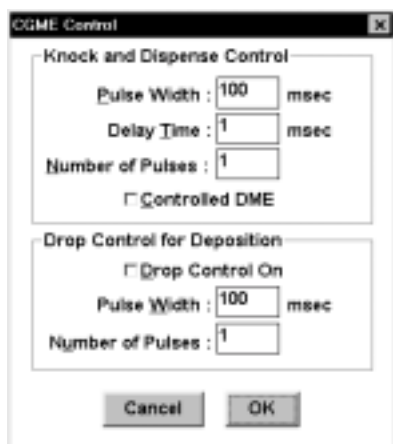 CGME Control
Knock and Dispense Control
Pulse Width : 100 msec
Delay Time : 1 msec
Number of Pulses : 1
Controlled DME
Drop Control for Deposition
Drop Control On
Pulse Width : 100 msec
Number of Pulses : 1
Cancel OK